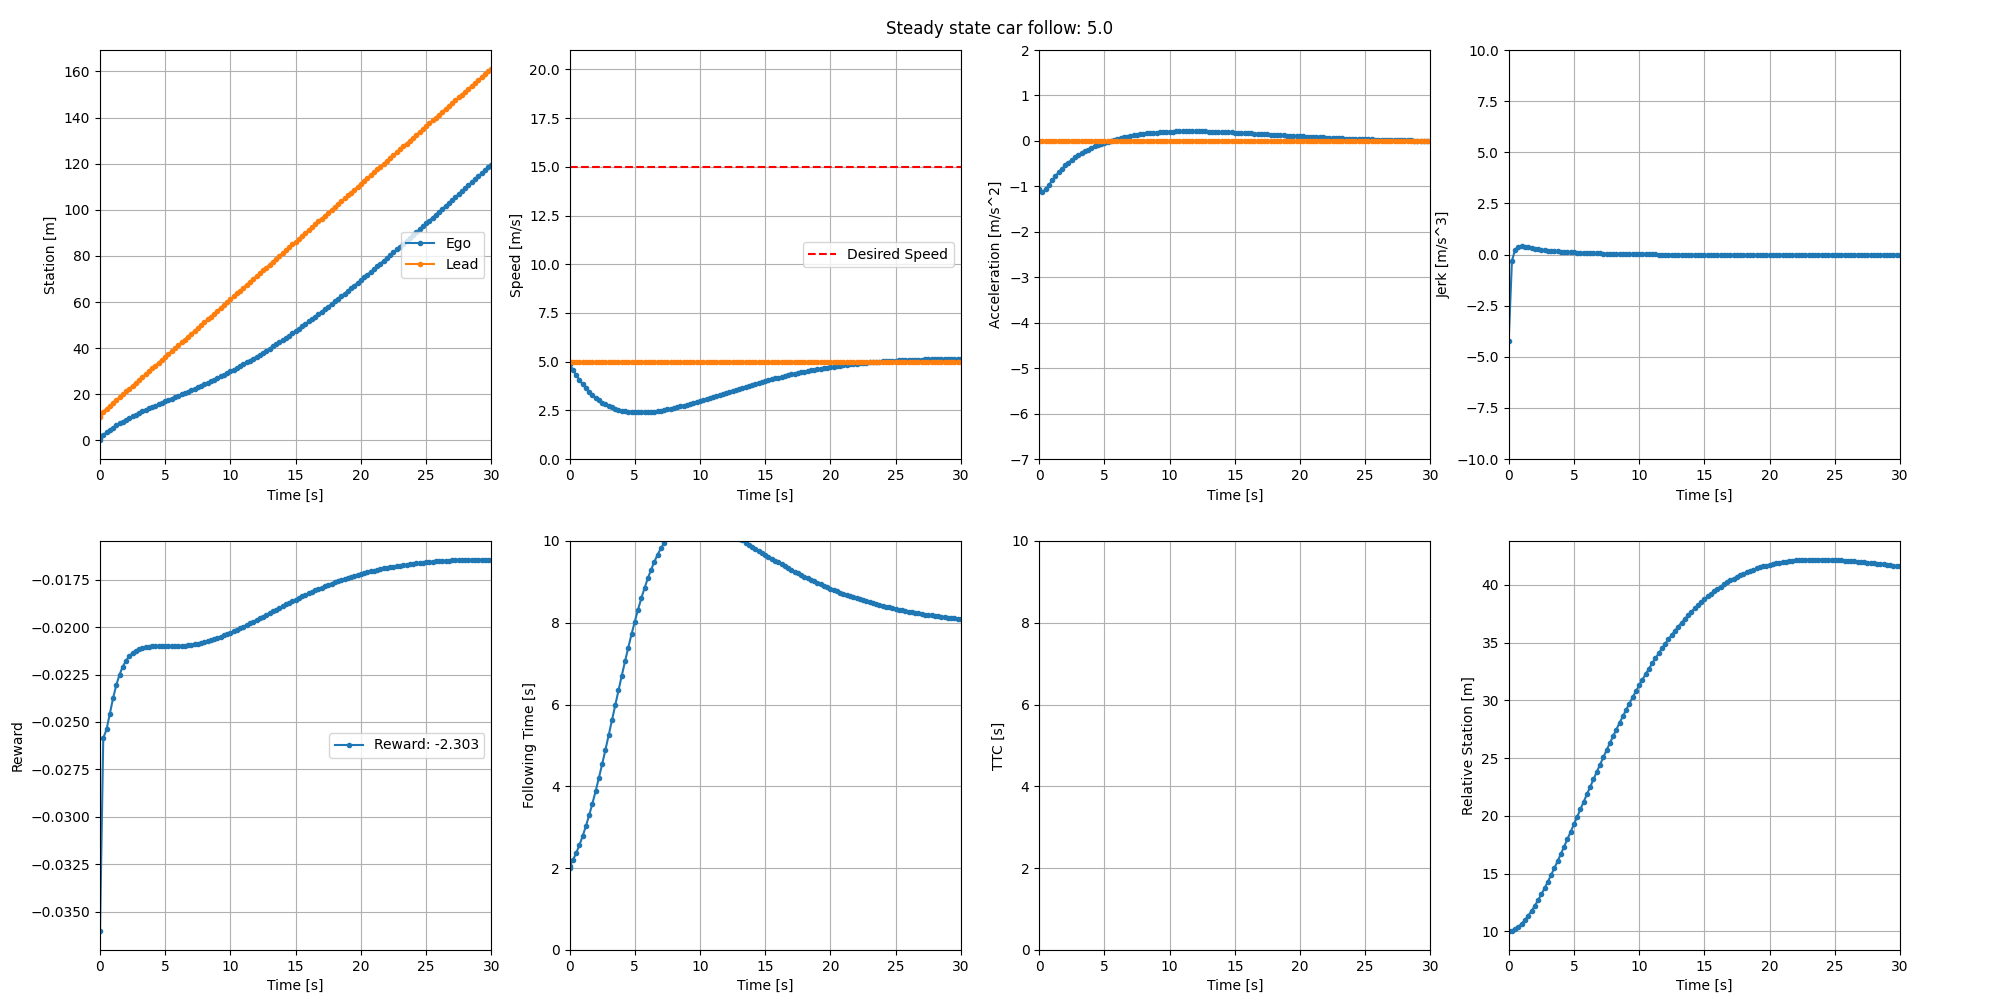 Steady state car follow: 5.0
160
140
120
100
80
60
40
20
0
Station [m]
Ego
Lead
0 5 10 15 20 25 30
Time [s]
20.0
17.5
15.0
12.5
10.0
7.5
5.0
2.5
0.0
Speed [m/s]
Desired Speed
0 5 10 15 20 25 30
Time [s]
2
1
0
−1
−2
−3
−4
−5
−6
−7
Acceleration [m/s^2]
0 5 10 15 20 25 30
Time [s]
10.0
7.5
5.0
2.5
0.0
−2.5
−5.0
−7.5
−10.0
Jerk [m/s^3]
0 5 10 15 20 25 30
Time [s]
−0.0175
−0.0200
−0.0225
−0.0250
−0.0275
−0.0300
−0.0325
−0.0350
Reward
Reward: -2.303
0 5 10 15 20 25 30
Time [s]
10
8
6
4
2
0
Following Time [s]
0 5 10 15 20 25 30
Time [s]
10
8
6
4
2
0
TTC [s]
0 5 10 15 20 25 30
Time [s]
40
35
30
25
20
15
10
Relative Station [m]
0 5 10 15 20 25 30
Time [s]